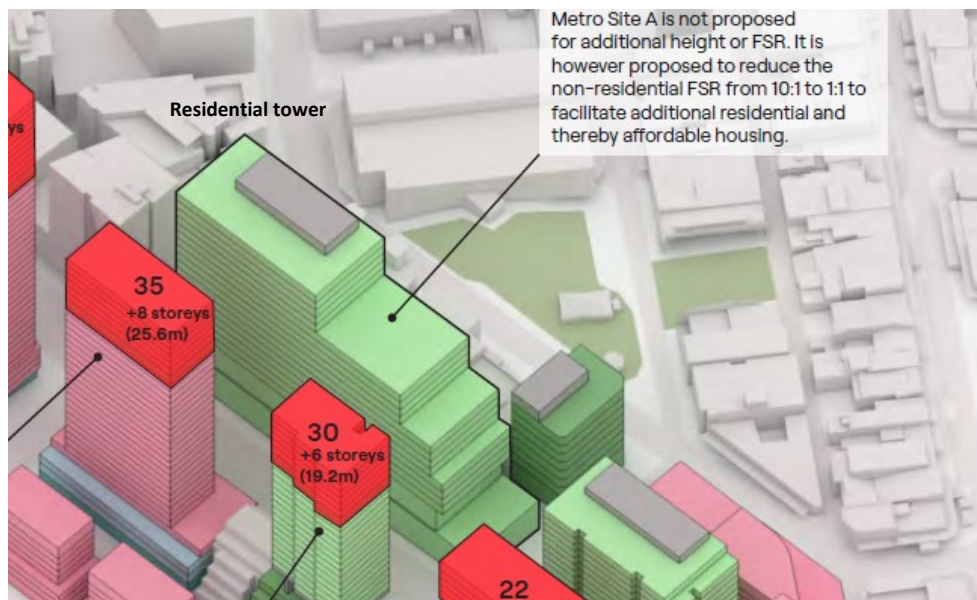 Metro Site A is not proposed
for additional height or FSR. It is
however proposed to reduce the
non-residential FSR from 10:1 to 1:1 to
facilitate additional residential and
thereby affordable housing.
Residential tower
ys
35
+8 storeys
(25.6m)
30
+6 storeys
(19.2m)
22